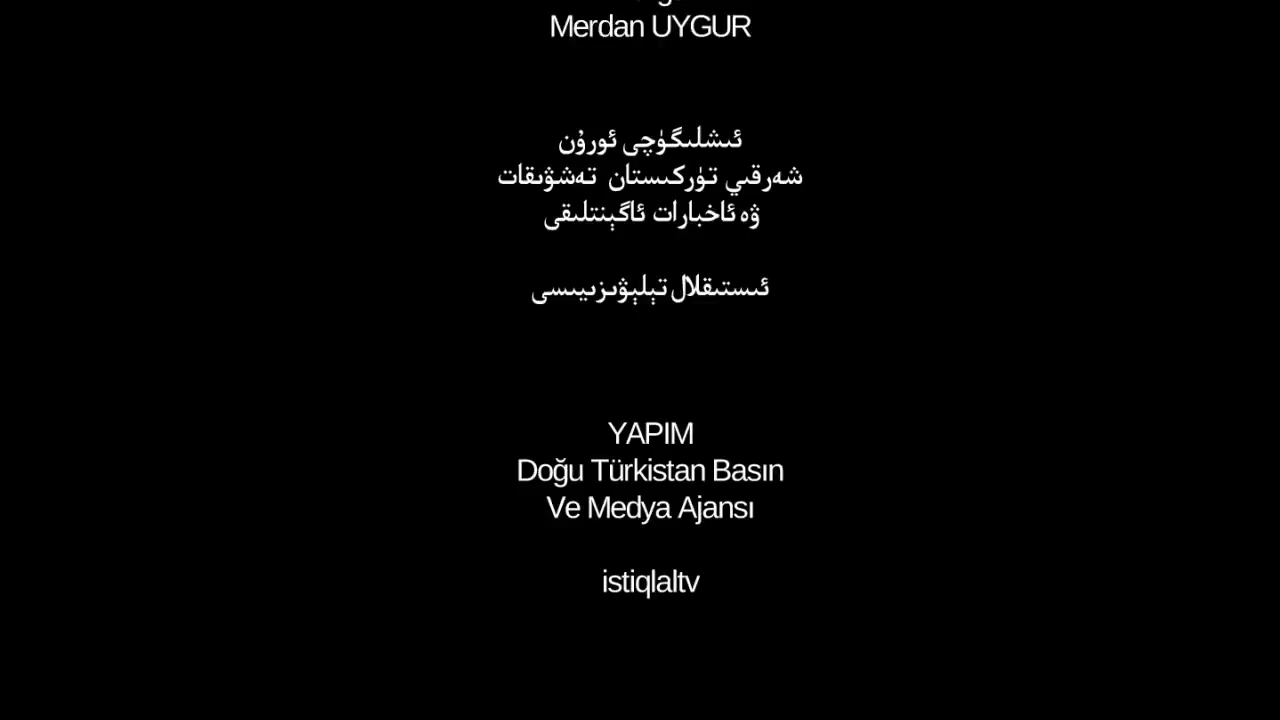 Merdan UYGUR
ئىشلىگۈچى ئورۇن
شەرقىي تۈركىستان تەشۋىقات
ۋە ئاخبارات ئاگېنتلىقى
ئىستىقلال تېلېۋىزىيىسى
YAPIM
Doğu Türkistan Basın
Ve Medya Ajansı
istiqlaltv